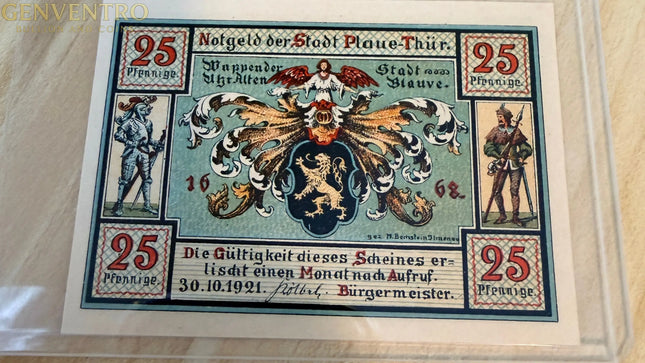 GENVENTRO
25
Pfennige.
Notgeld der Stadt Plaue-Thür.
25
Pfennige.
Wappen der Stadt
Uhr.Alten Blauve.
16 68.
gez. M. Bernstein Ilmenau
25
Pfennige.
Die Gültigkeit dieses Scheines er=
lischt einen Monat nach Aufruf.
30.10.1921. Bürgermeister.
25
Pfennige.